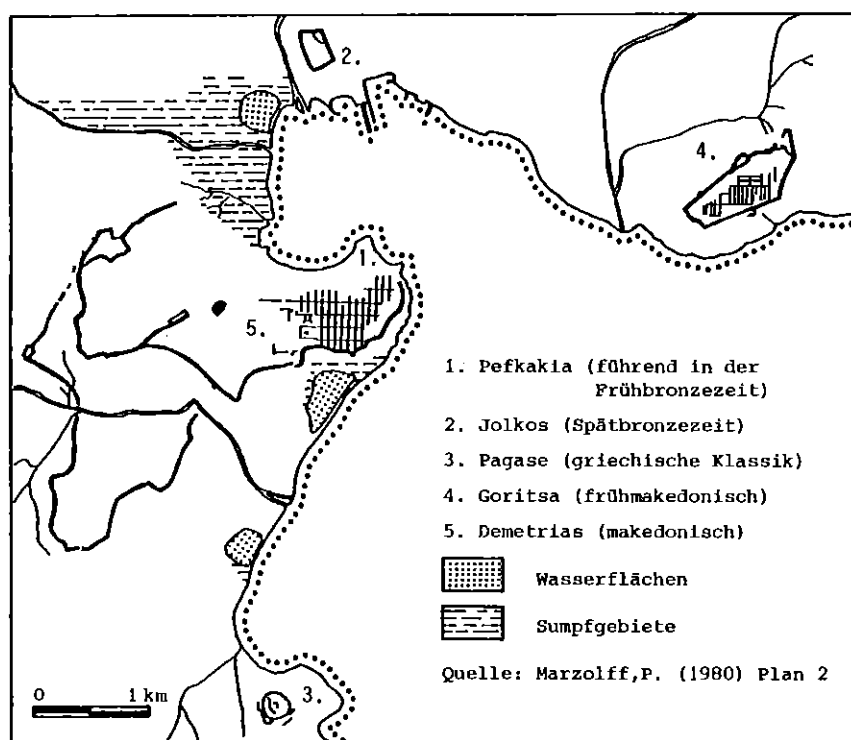 2.
4.
1.
5.
1. Pefkakia (führend in der
Frühbronzezeit)
2. Jolkos (Spätbronzezeit)
3. Pagase (griechische Klassik)
4. Goritsa (frühmakedonisch)
5. Demetrias (makedonisch)
Wasserflächen
Sumpfgebiete
Quelle: Marzolff,P. (1980) Plan 2
0 1 km
3.